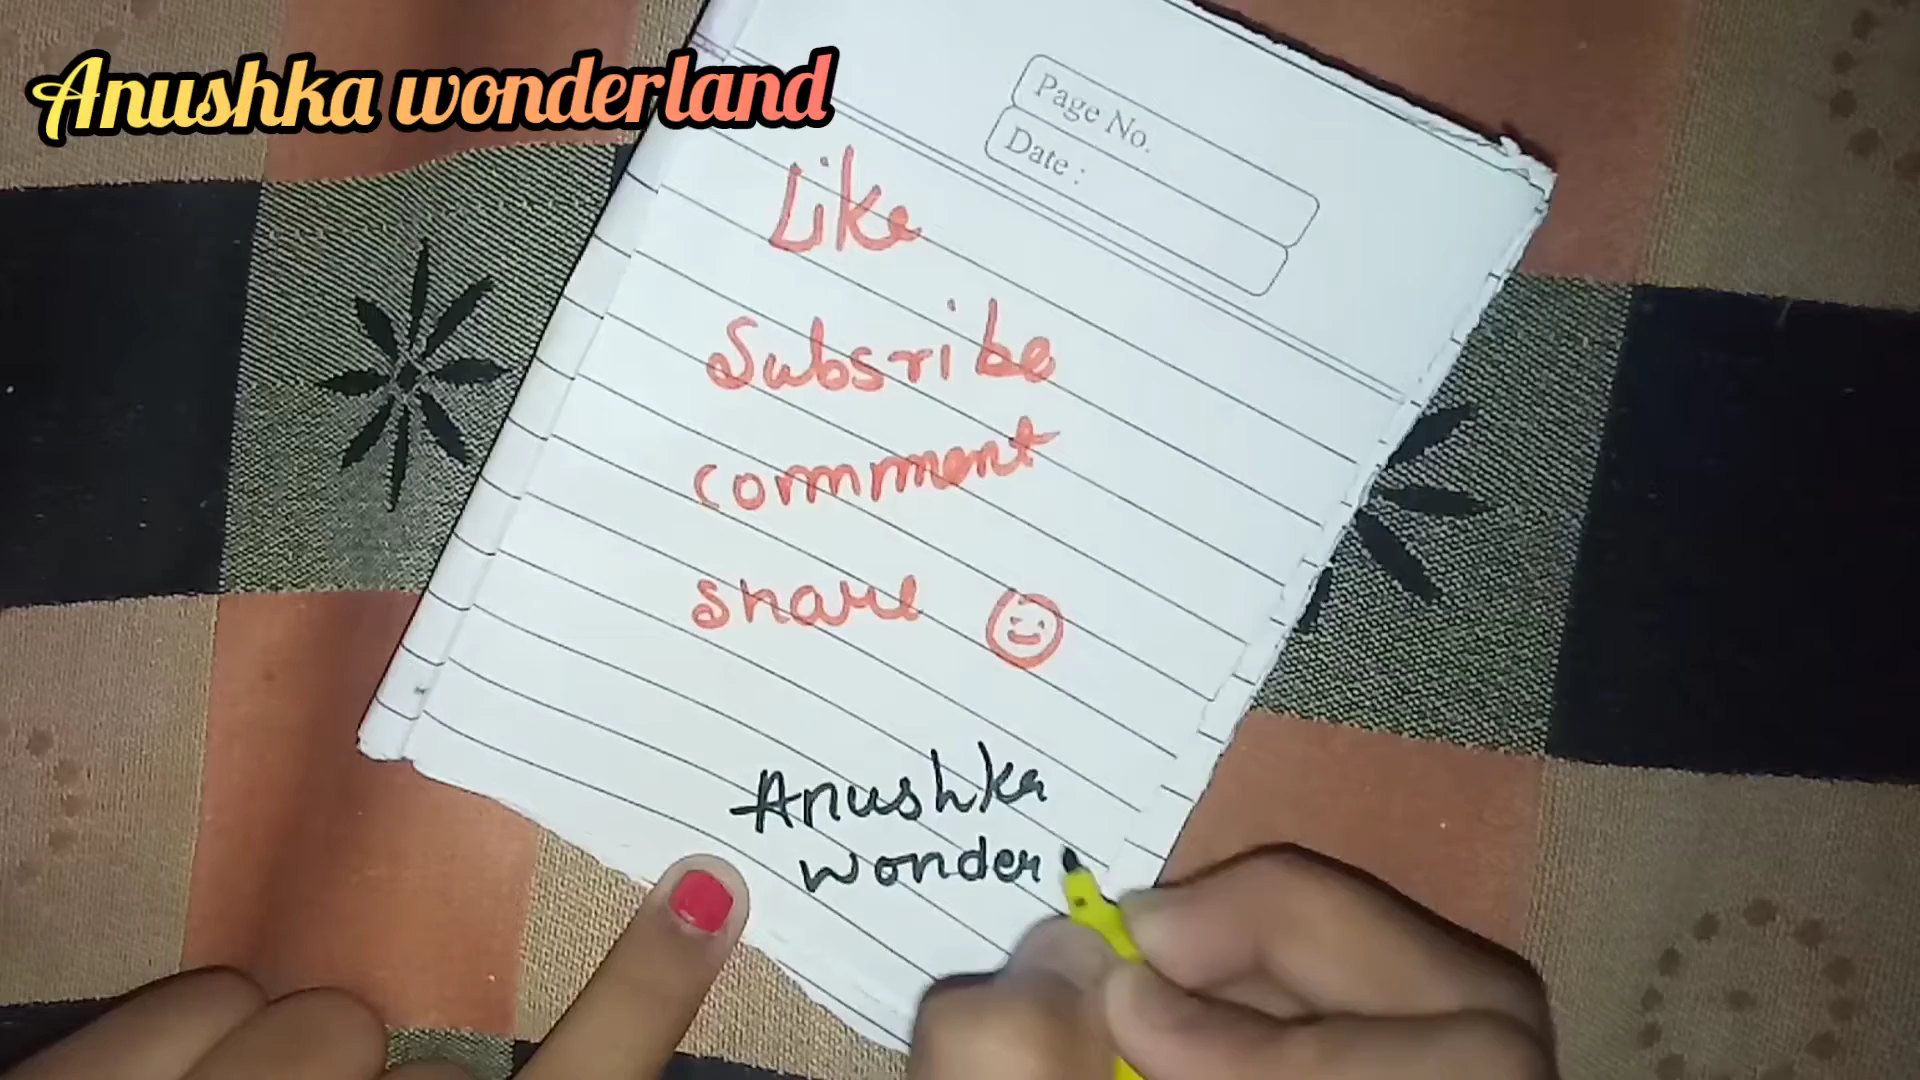 Anushka wonderland
Page No.
Date :
Like
Subsribe
comment
share
Anushka
wonder